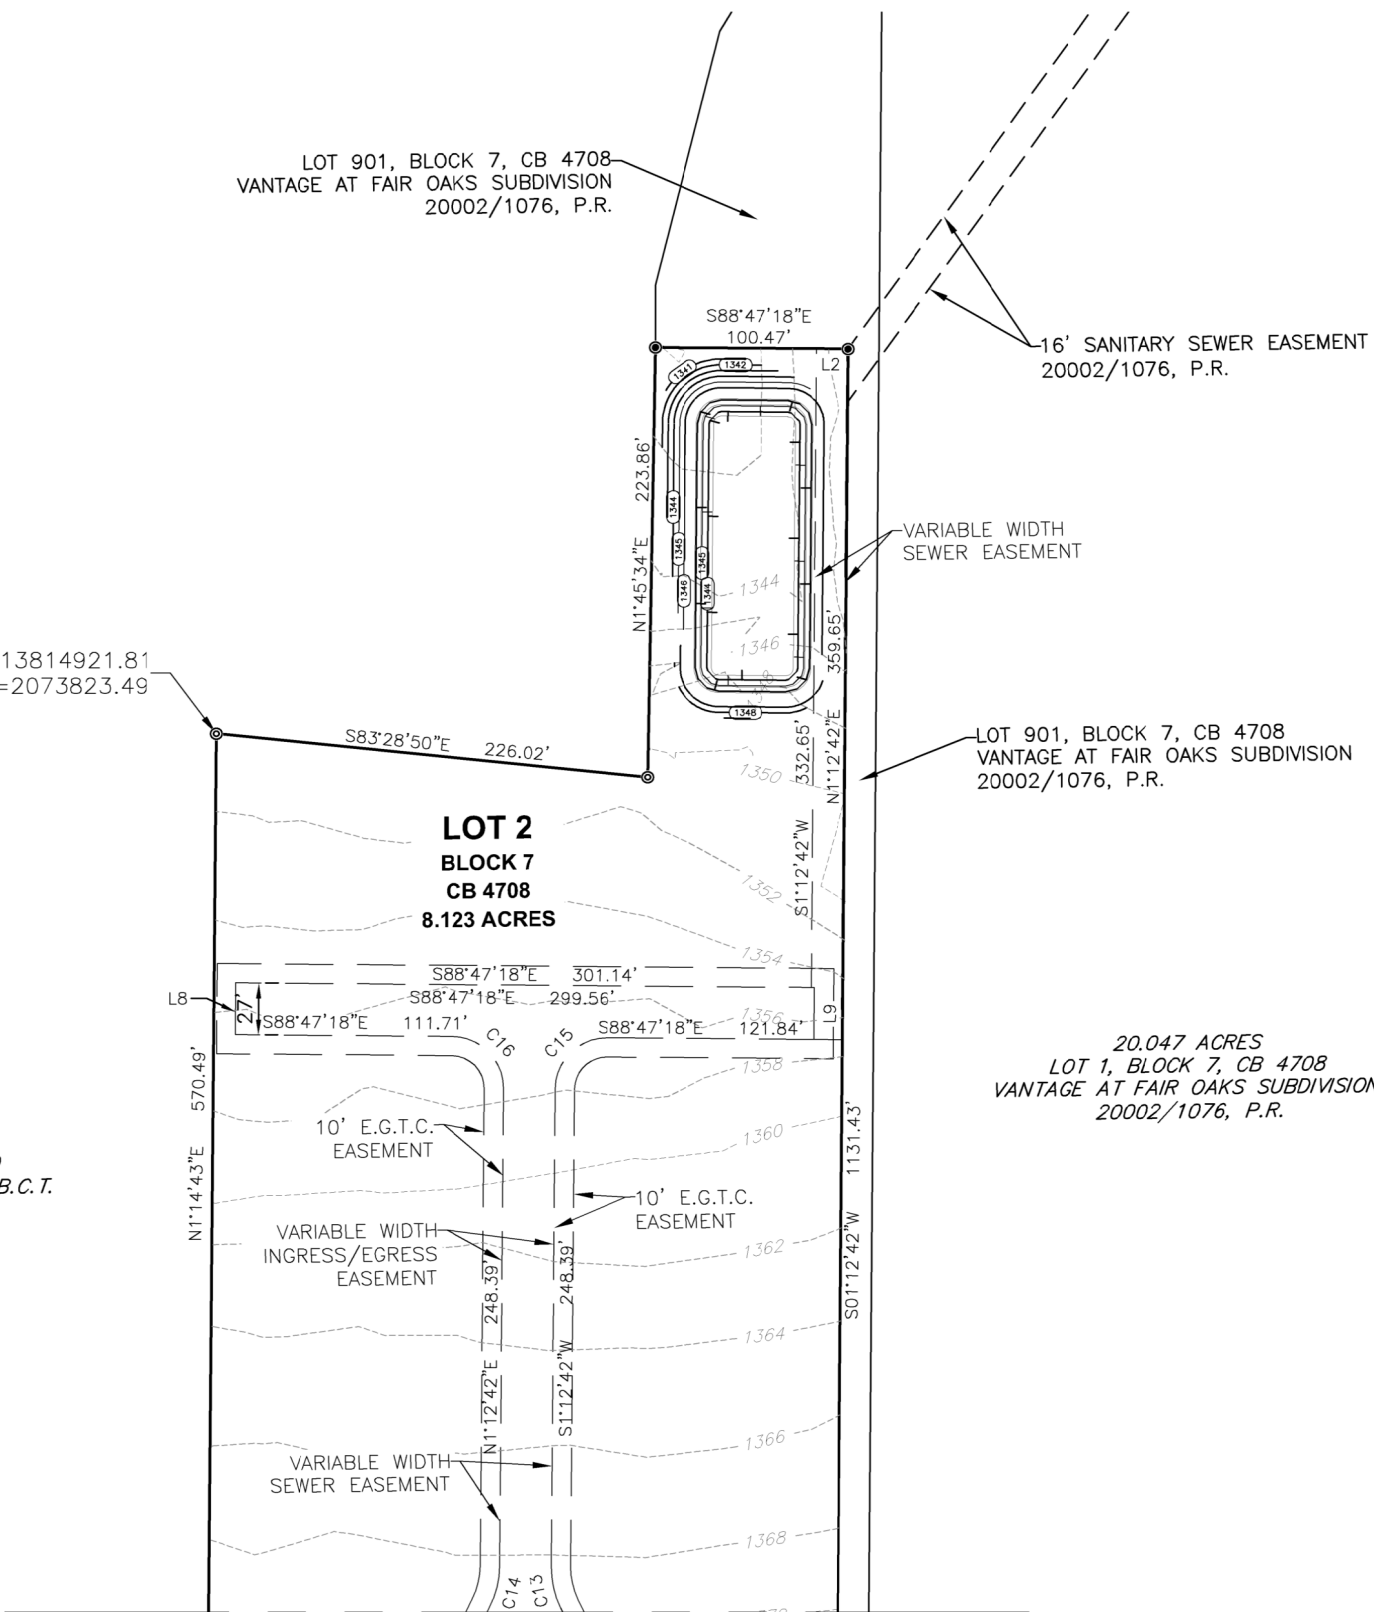 LOT 901, BLOCK 7, CB 4708
VANTAGE AT FAIR OAKS SUBDIVISION
20002/1076, P.R.
S88°47'18"E
100.47'
16' SANITARY SEWER EASEMENT
20002/1076, P.R.
L2
1341
1342
223.86'
N1°45'34"E
1344
1345
1346
1345
1344
1344
1346
1348
1348
VARIABLE WIDTH
SEWER EASEMENT
359.65'
N1°12'42"E
332.65'
S1°12'42"W
13814921.81
=2073823.49
S83°28'50"E 226.02'
LOT 901, BLOCK 7, CB 4708
VANTAGE AT FAIR OAKS SUBDIVISION
20002/1076, P.R.
1350
LOT 2
BLOCK 7
CB 4708
8.123 ACRES
1352
1354
S88°47'18"E 301.14'
S88°47'18"E 299.56'
L8
27'
S88°47'18"E 111.71'
C16
C15
S88°47'18"E 121.84'
1356
L9
1358
20.047 ACRES
LOT 1, BLOCK 7, CB 4708
VANTAGE AT FAIR OAKS SUBDIVISION
20002/1076, P.R.
570.49'
N1°14'43"E
B.C.T.
10' E.G.T.C.
EASEMENT
1360
1131.43'
S01°12'42"W
10' E.G.T.C.
EASEMENT
VARIABLE WIDTH
INGRESS/EGRESS
EASEMENT
1362
248.39'
N1°12'42"E
248.39'
S1°12'42"W
1364
1366
VARIABLE WIDTH
SEWER EASEMENT
1368
C14
C13